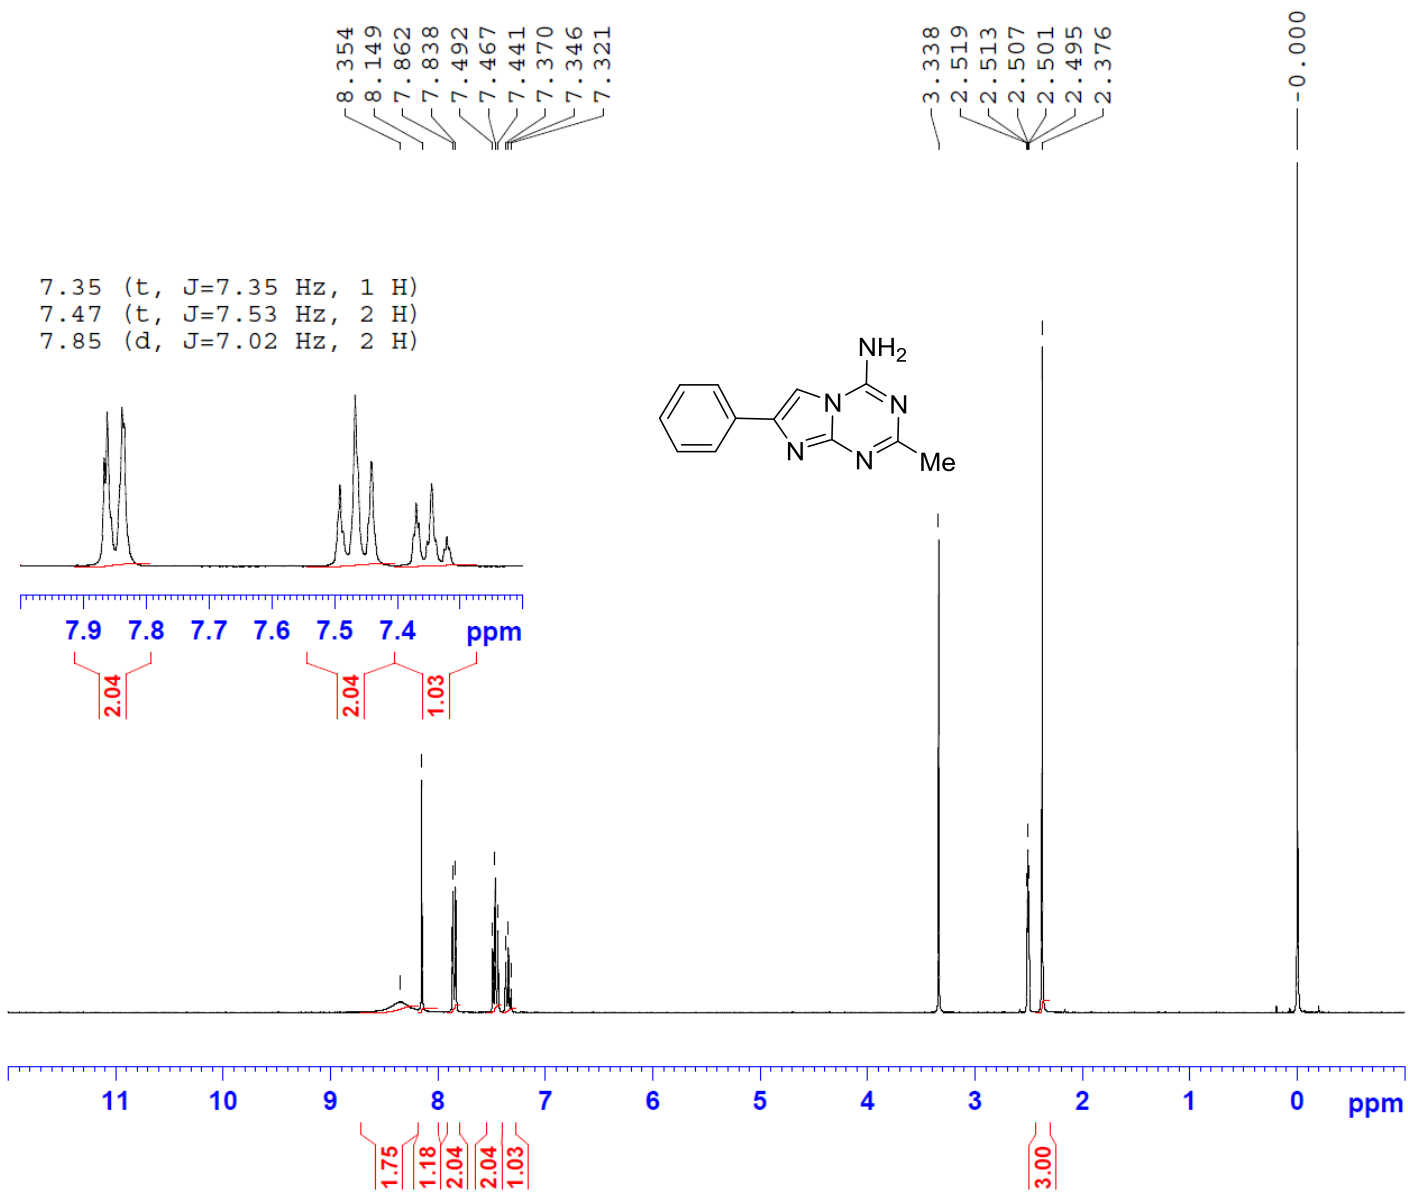 8.354
8.149
7.862
7.838
7.492
7.467
7.441
7.370
7.346
7.321
3.338
2.519
2.513
2.507
2.501
2.495
2.376
-0.000
7.35 (t, J=7.35 Hz, 1 H)
7.47 (t, J=7.53 Hz, 2 H)
7.85 (d, J=7.02 Hz, 2 H)
NH2
N
N
N
N
Me
7.9 7.8 7.7 7.6 7.5 7.4 ppm
2.04 2.04 1.03
11 10 9 8 7 6 5 4 3 2 1 0 ppm
1.75 1.18 2.04 2.04 1.03 3.00